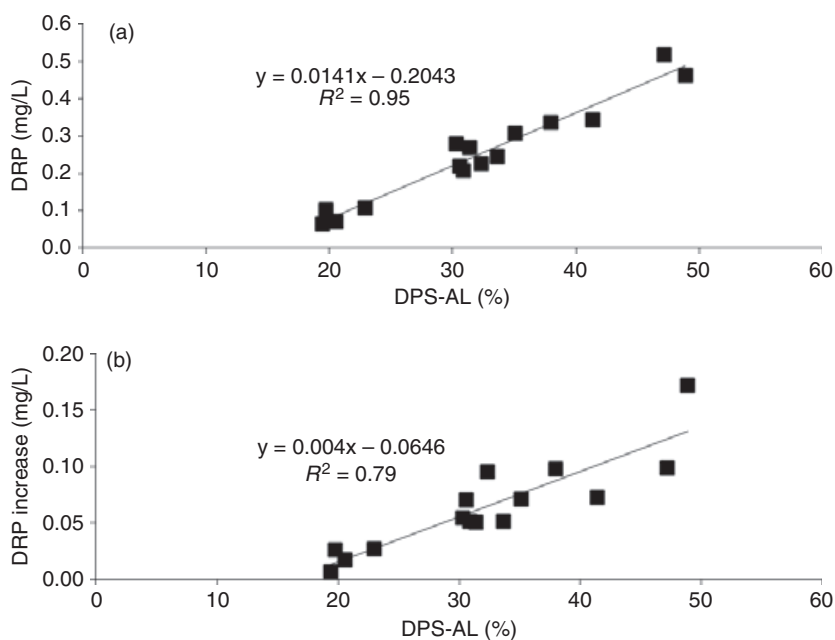 (a)
0.6
0.5
0.4
0.3
0.2
0.1
0.0
DRP (mg/L)
y = 0.0141x – 0.2043
R² = 0.95
0 10 20 30 40 50 60
DPS-AL (%)
(b)
0.20
0.15
0.10
0.05
0.00
DRP increase (mg/L)
y = 0.004x – 0.0646
R² = 0.79
0 10 20 30 40 50 60
DPS-AL (%)